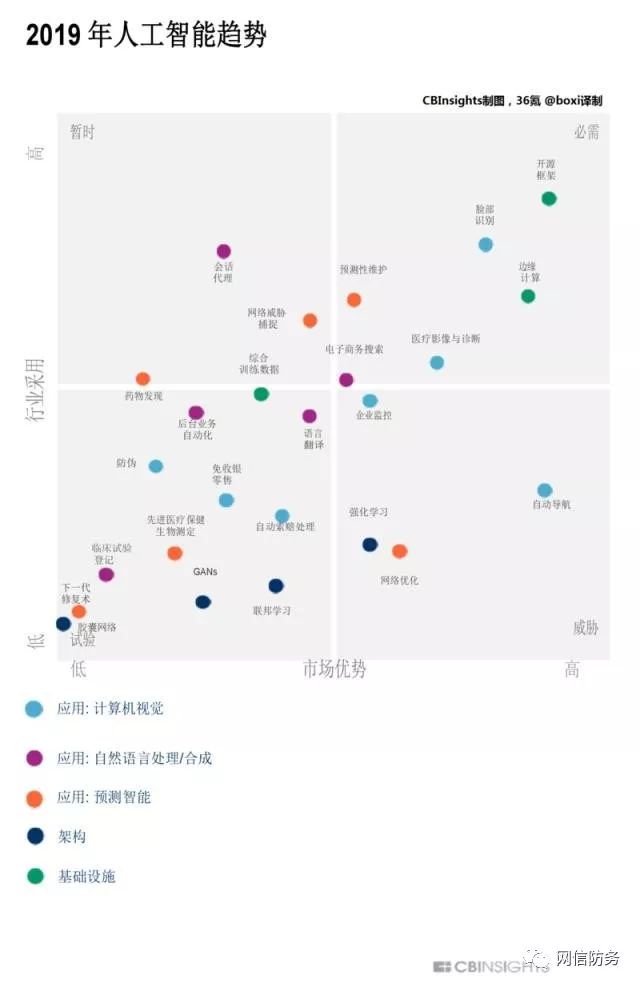 2019 年人工智能趋势
CBInsights制图，36氪 @boxi译制
高
暂时
必需
开源
框架
脸部
识别
会话
代理
预测性维护
边缘
计算
网络威胁
捕捉
电子商务搜索
医疗影像与诊断
综合
训练数据
行业采用
药物发现
后台业务
自动化
语言
翻译
企业监控
防伪
免收银
零售
自动索赔处理
自动导航
强化学习
先进医疗保健
生物测定
网络优化
临床试验
登记
GANs
联邦学习
下一代
修复术
胶囊网络
低
试验
威胁
低
市场优势
高
应用: 计算机视觉
应用: 自然语言处理/合成
应用: 预测智能
架构
基础设施
网信防务
CBINSIGHTS